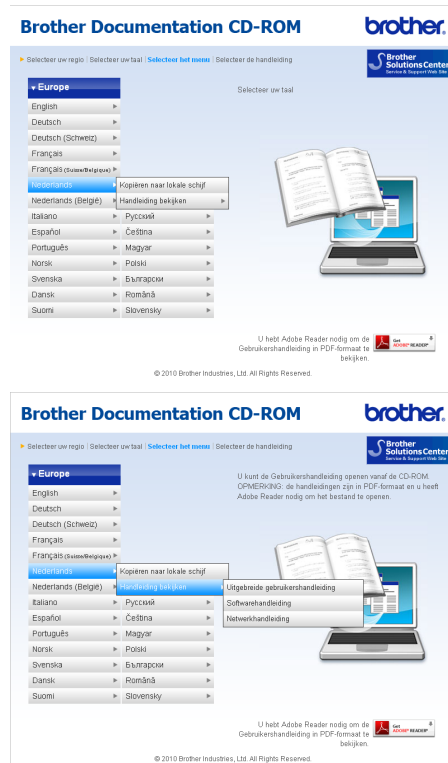 Brother Documentation CD-ROM
brother.
Selecteer uw regio | Selecteer uw taal | Selecteer het menu | Selecteer de handleiding
Brother
Solutions Center
Service & Support Web Site
Europe
Selecteer uw taal
English
Deutsch
Deutsch (Schweiz)
Français
Français (Suisse/Belgique)
Nederlands
Kopiëren naar lokale schijf
Nederlands (België)
Handleiding bekijken
Italiano
Русский
Español
Čeština
Português
Magyar
Norsk
Polski
Svenska
Български
Dansk
Română
Suomi
Slovensky
U hebt Adobe Reader nodig om de
Gebruikershandleiding in PDF-formaat te
bekijken.
Get
ADOBE® READER®
© 2010 Brother Industries, Ltd. All Rights Reserved.
Brother Documentation CD-ROM
brother.
Selecteer uw regio | Selecteer uw taal | Selecteer het menu | Selecteer de handleiding
Brother
Solutions Center
Service & Support Web Site
Europe
U kunt de Gebruikershandleiding openen vanaf de CD-ROM.
OPMERKING: de handleidingen zijn in PDF-formaat en u heeft
Adobe Reader nodig om het bestand te openen.
English
Deutsch
Deutsch (Schweiz)
Français
Français (Suisse/Belgique)
Nederlands
Kopiëren naar lokale schijf
Nederlands (België)
Handleiding bekijken
Uitgebreide gebruikershandleiding
Italiano
Русский
Softwarehandleiding
Español
Čeština
Netwerkhandleiding
Português
Magyar
Norsk
Polski
Svenska
Български
Dansk
Română
Suomi
Slovensky
U hebt Adobe Reader nodig om de
Gebruikershandleiding in PDF-formaat te
bekijken.
Get
ADOBE® READER®
© 2010 Brother Industries, Ltd. All Rights Reserved.